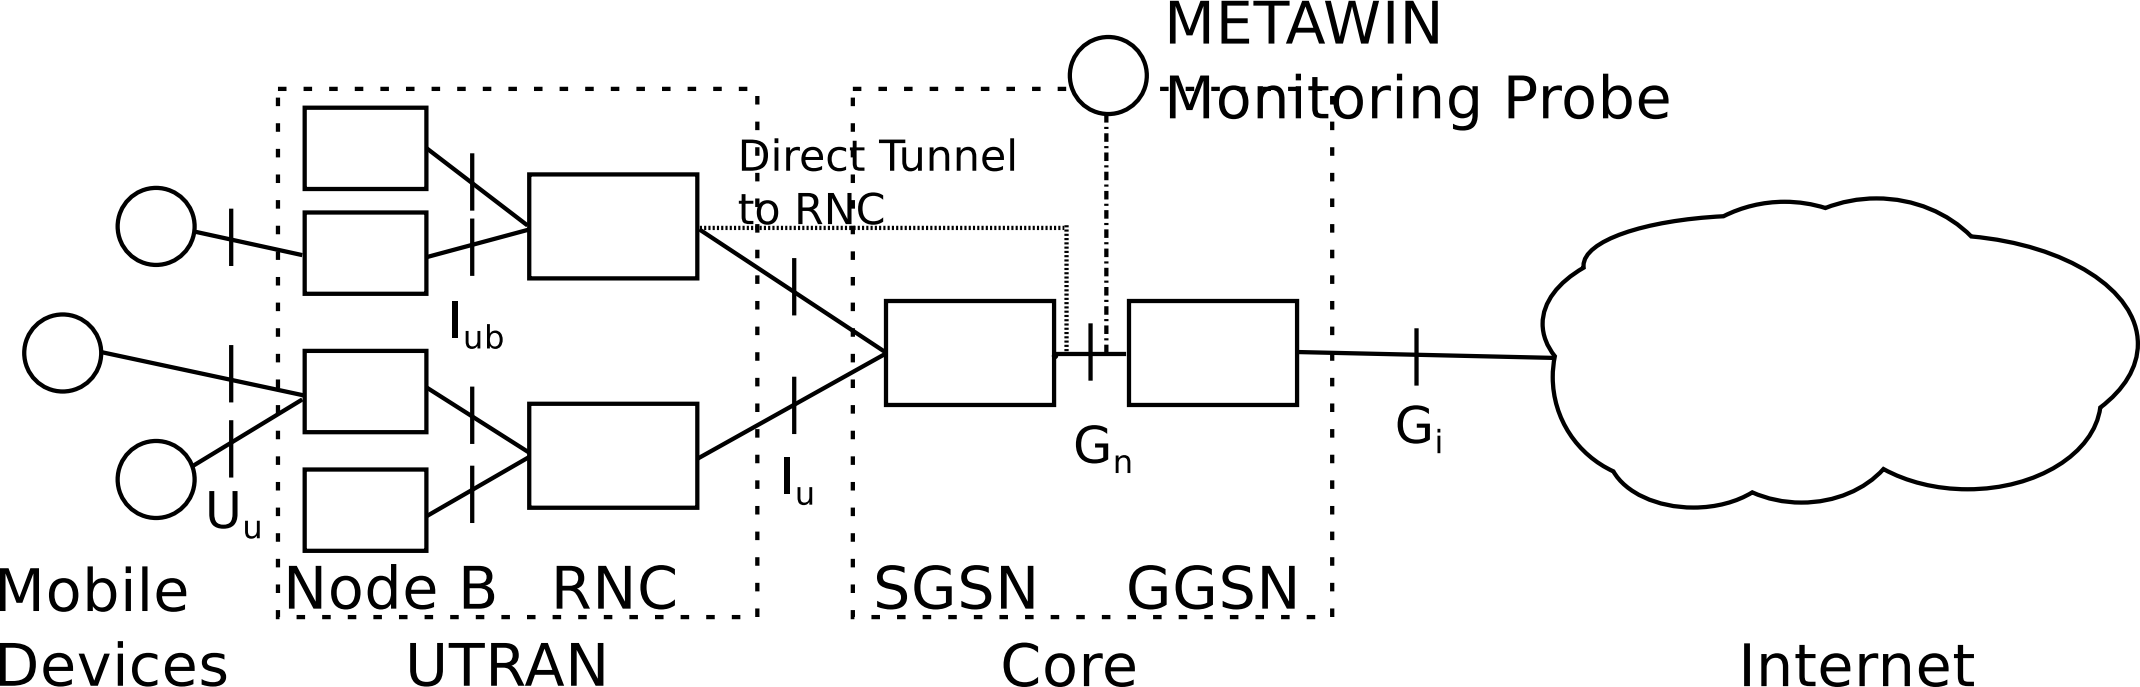 METAWIN
Monitoring Probe
Direct Tunnel
to RNC
Iub
Uu
Iu
Gn
Gi
Node B
RNC
SGSN
GGSN
Mobile
Devices
UTRAN
Core
Internet